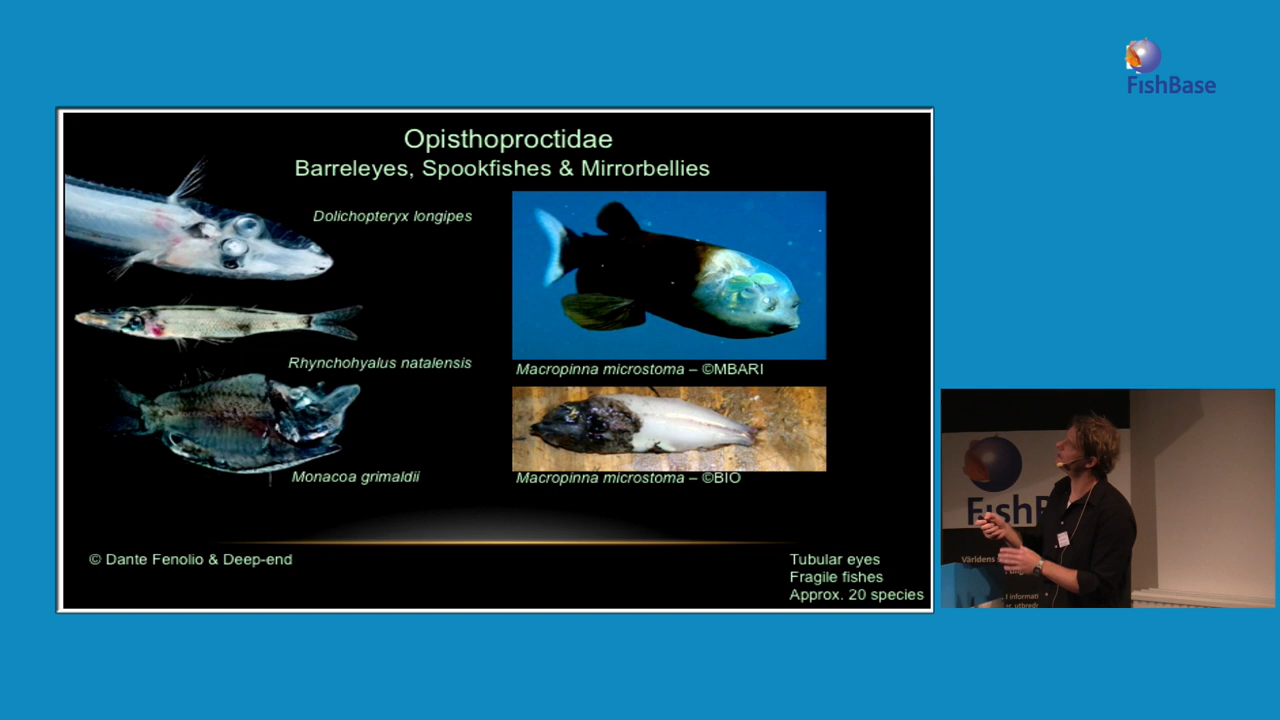 FishBase
Opisthoproctidae
Barreleyes, Spookfishes & Mirrorbellies
Dolichopteryx longipes
Rhynchohyalus natalensis
Monacoa grimaldii
Macropinna microstoma – ©MBARI
Macropinna microstoma – ©BIO
© Dante Fenolio & Deep-end
Tubular eyes
Fragile fishes
Approx. 20 species
Världens